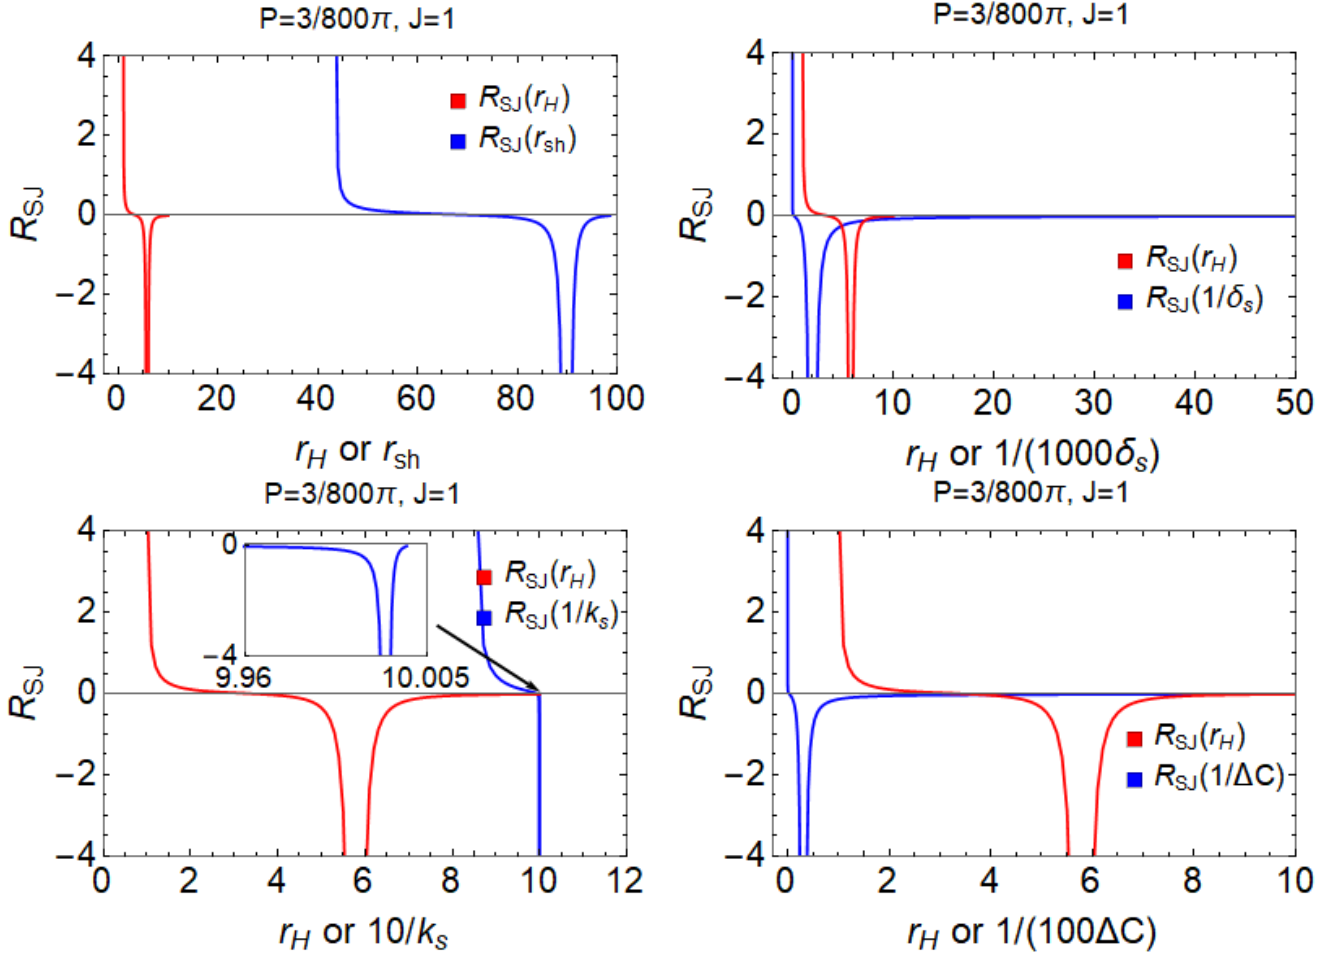 P=3/800π, J=1
4
2
0
−2
−4
R_SJ
R_SJ(r_H)
R_SJ(r_sh)
0 20 40 60 80 100
r_H or r_sh
P=3/800π, J=1
4
2
0
−2
−4
R_SJ
R_SJ(r_H)
R_SJ(1/δ_s)
0 10 20 30 40 50
r_H or 1/(1000δ_s)
P=3/800π, J=1
4
2
0
−2
−4
R_SJ
0
−4
9.96 10.005
R_SJ(r_H)
R_SJ(1/k_s)
0 2 4 6 8 10 12
r_H or 10/k_s
P=3/800π, J=1
4
2
0
−2
−4
R_SJ
R_SJ(r_H)
R_SJ(1/ΔC)
0 2 4 6 8 10
r_H or 1/(100ΔC)